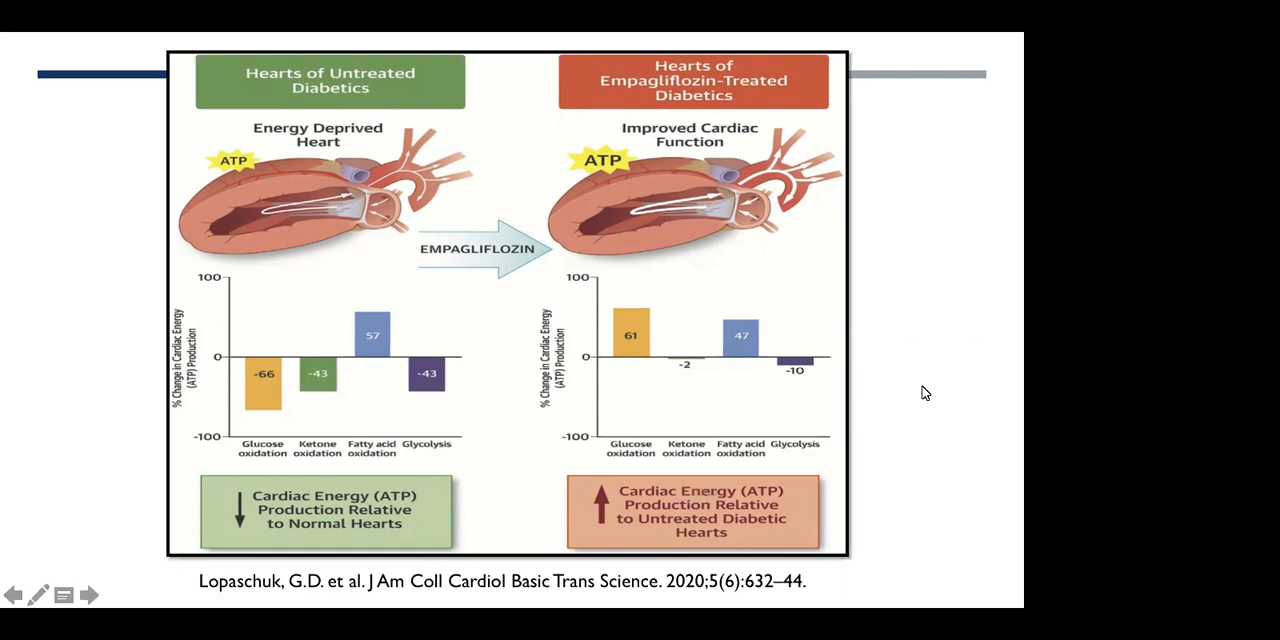 Hearts of Untreated
Diabetics
Energy Deprived
Heart
ATP
EMPAGLIFLOZIN
% Change in Cardiac Energy
(ATP) Production
100
0
-100
-66
-43
57
-43
Glucose
oxidation
Ketone
oxidation
Fatty acid
oxidation
Glycolysis
Cardiac Energy (ATP)
Production Relative
to Normal Hearts
Hearts of
Empagliflozin-Treated
Diabetics
Improved Cardiac
Function
ATP
% Change in Cardiac Energy
(ATP) Production
100
0
-100
61
-2
47
-10
Glucose
oxidation
Ketone
oxidation
Fatty acid
oxidation
Glycolysis
Cardiac Energy (ATP)
Production Relative
to Untreated Diabetic
Hearts
Lopaschuk, G.D. et al. J Am Coll Cardiol Basic Trans Science. 2020;5(6):632–44.